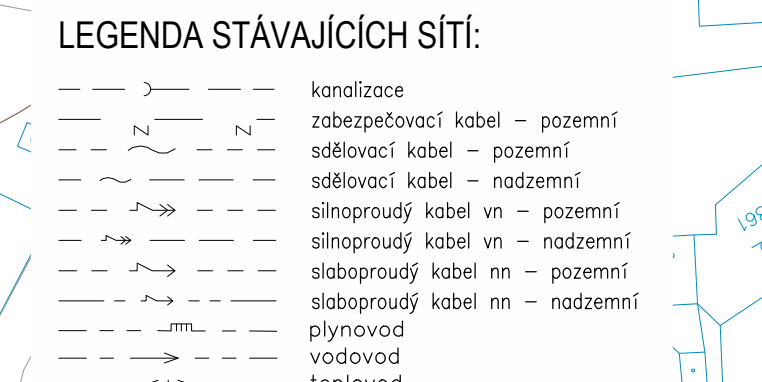 LEGENDA STÁVAJÍCÍCH SÍTÍ:
kanalizace
zabezpečovací kabel – pozemní
sdělovací kabel – pozemní
sdělovací kabel – nadzemní
silnoproudý kabel vn – pozemní
silnoproudý kabel vn – nadzemní
slaboproudý kabel nn – pozemní
slaboproudý kabel nn – nadzemní
plynovod
vodovod